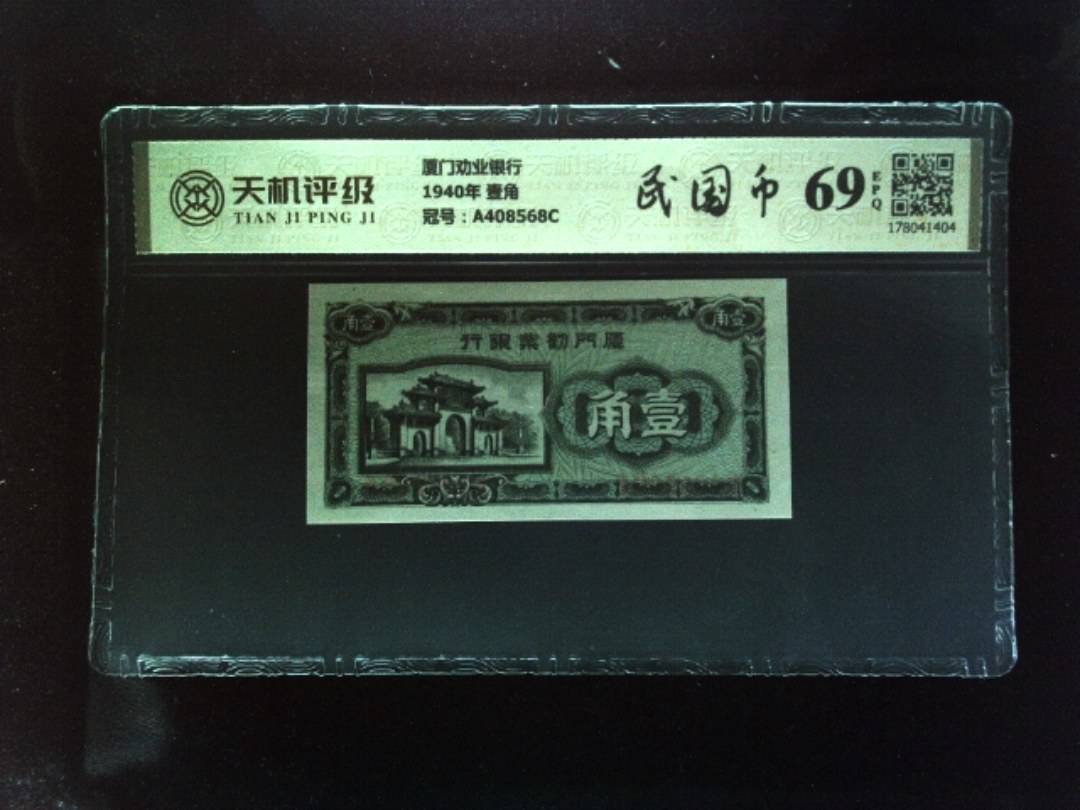 天机评级
TIAN JI PING JI
厦门劝业银行
1940年 壹角
冠号：A408568C
民国币
69
EPQ
178041404
角壹
角壹
行銀業勸門厦
角壹